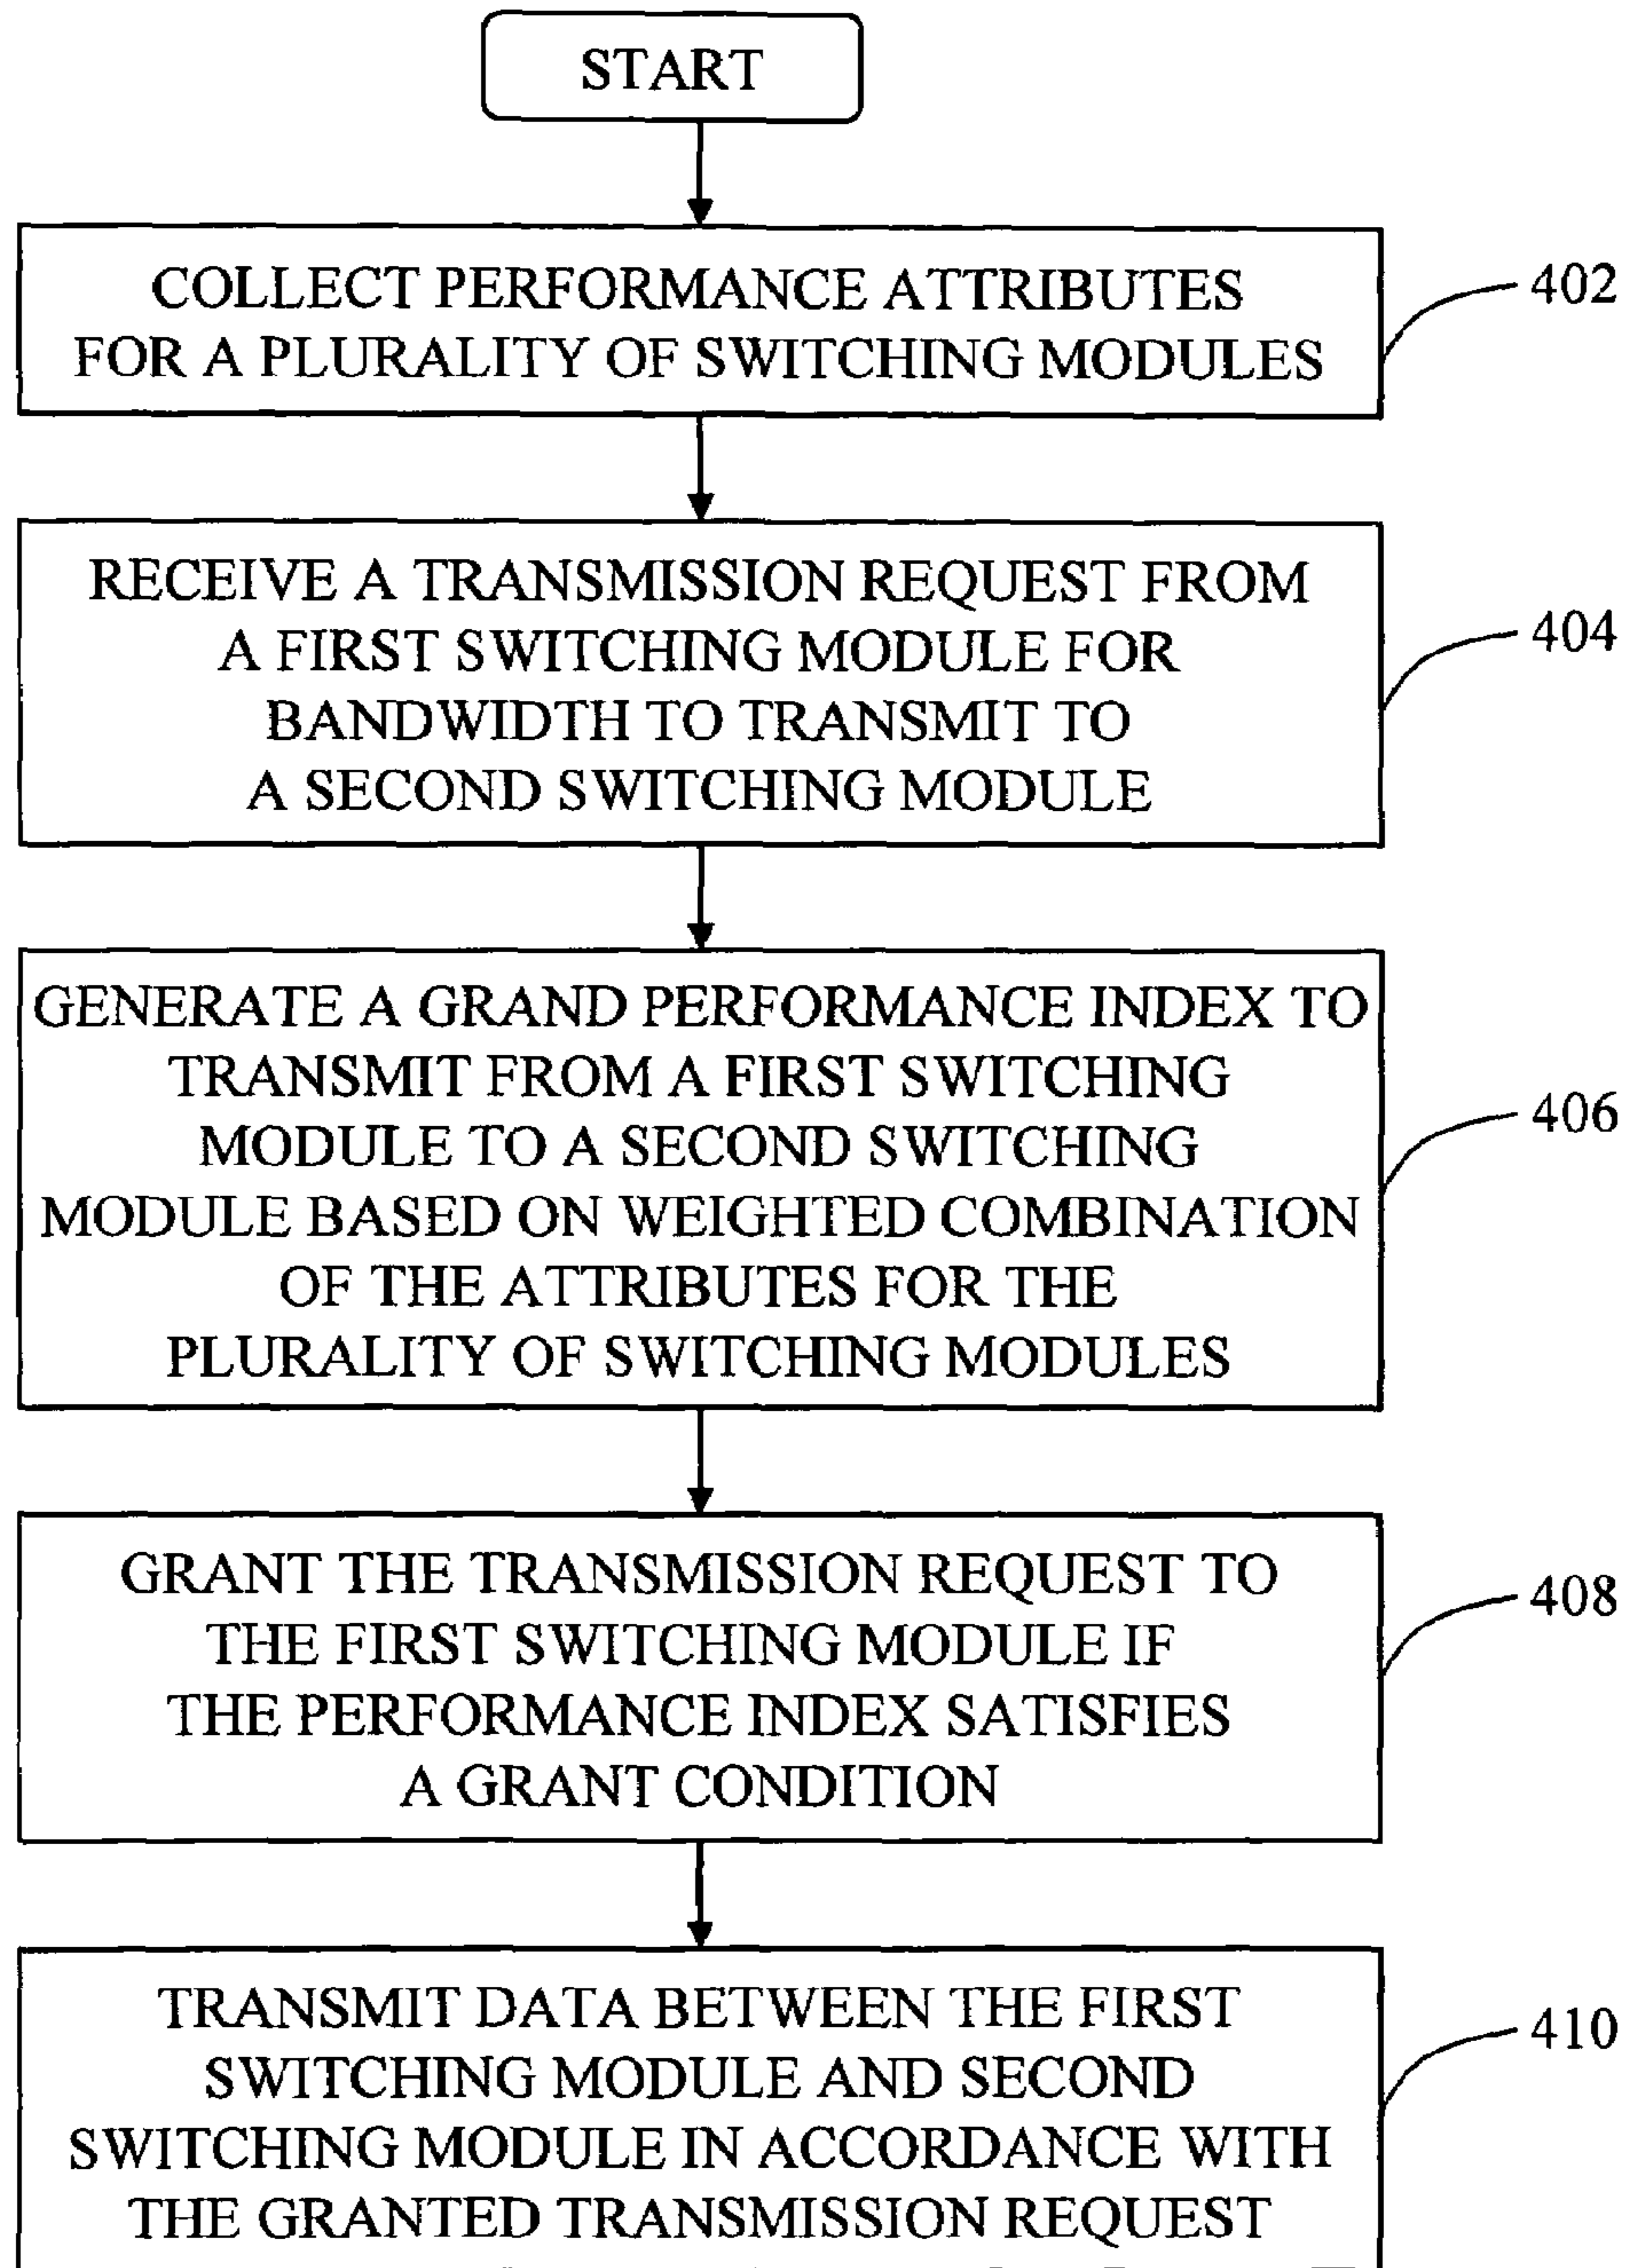 START
COLLECT PERFORMANCE ATTRIBUTES
FOR A PLURALITY OF SWITCHING MODULES
402
RECEIVE A TRANSMISSION REQUEST FROM
A FIRST SWITCHING MODULE FOR
BANDWIDTH TO TRANSMIT TO
A SECOND SWITCHING MODULE
404
GENERATE A GRAND PERFORMANCE INDEX TO
TRANSMIT FROM A FIRST SWITCHING
MODULE TO A SECOND SWITCHING
MODULE BASED ON WEIGHTED COMBINATION
OF THE ATTRIBUTES FOR THE
PLURALITY OF SWITCHING MODULES
406
GRANT THE TRANSMISSION REQUEST TO
THE FIRST SWITCHING MODULE IF
THE PERFORMANCE INDEX SATISFIES
A GRANT CONDITION
408
TRANSMIT DATA BETWEEN THE FIRST
SWITCHING MODULE AND SECOND
SWITCHING MODULE IN ACCORDANCE WITH
THE GRANTED TRANSMISSION REQUEST
410